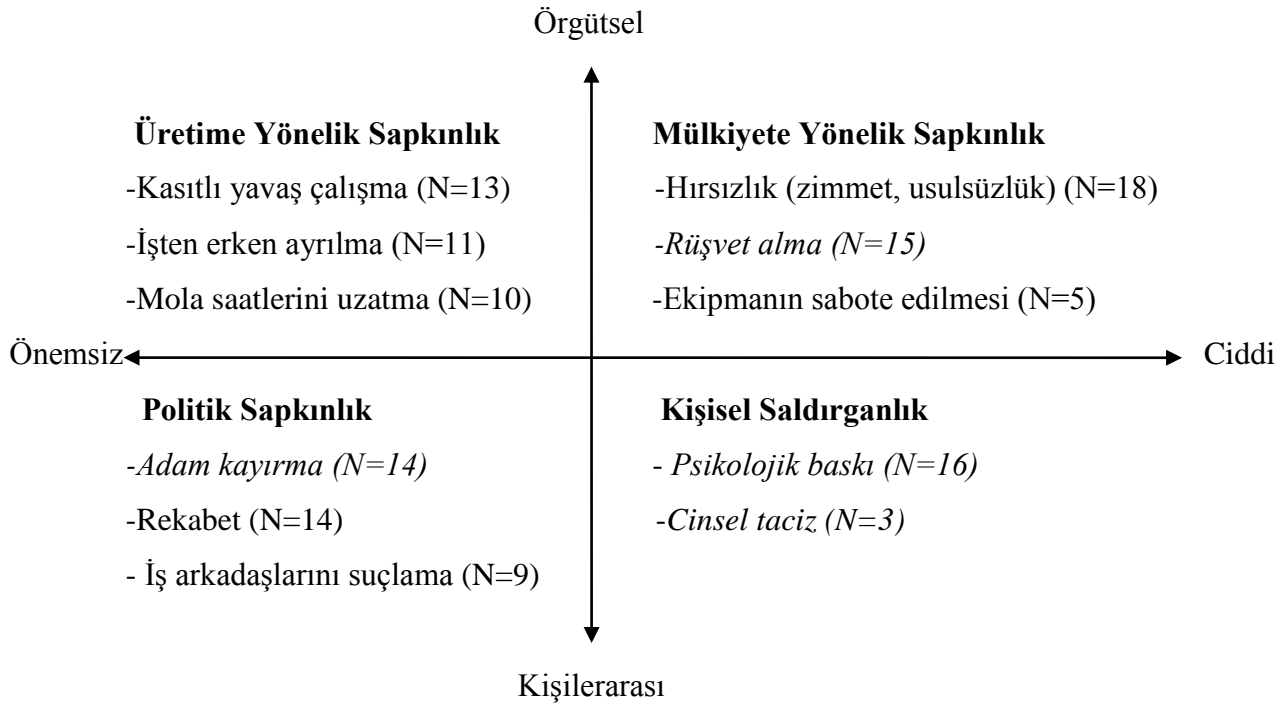 Örgütsel
Üretime Yönelik Sapkınlık
-Kasıtlı yavaş çalışma (N=13)
-İşten erken ayrılma (N=11)
-Mola saatlerini uzatma (N=10)
Mülkiyete Yönelik Sapkınlık
-Hırsızlık (zimmet, usulsüzlük) (N=18)
-Rüşvet alma (N=15)
-Ekipmanın sabote edilmesi (N=5)
Önemsiz
Ciddi
Politik Sapkınlık
-Adam kayırma (N=14)
-Rekabet (N=14)
- İş arkadaşlarını suçlama (N=9)
Kişisel Saldırganlık
- Psikolojik baskı (N=16)
-Cinsel taciz (N=3)
Kişilerarası